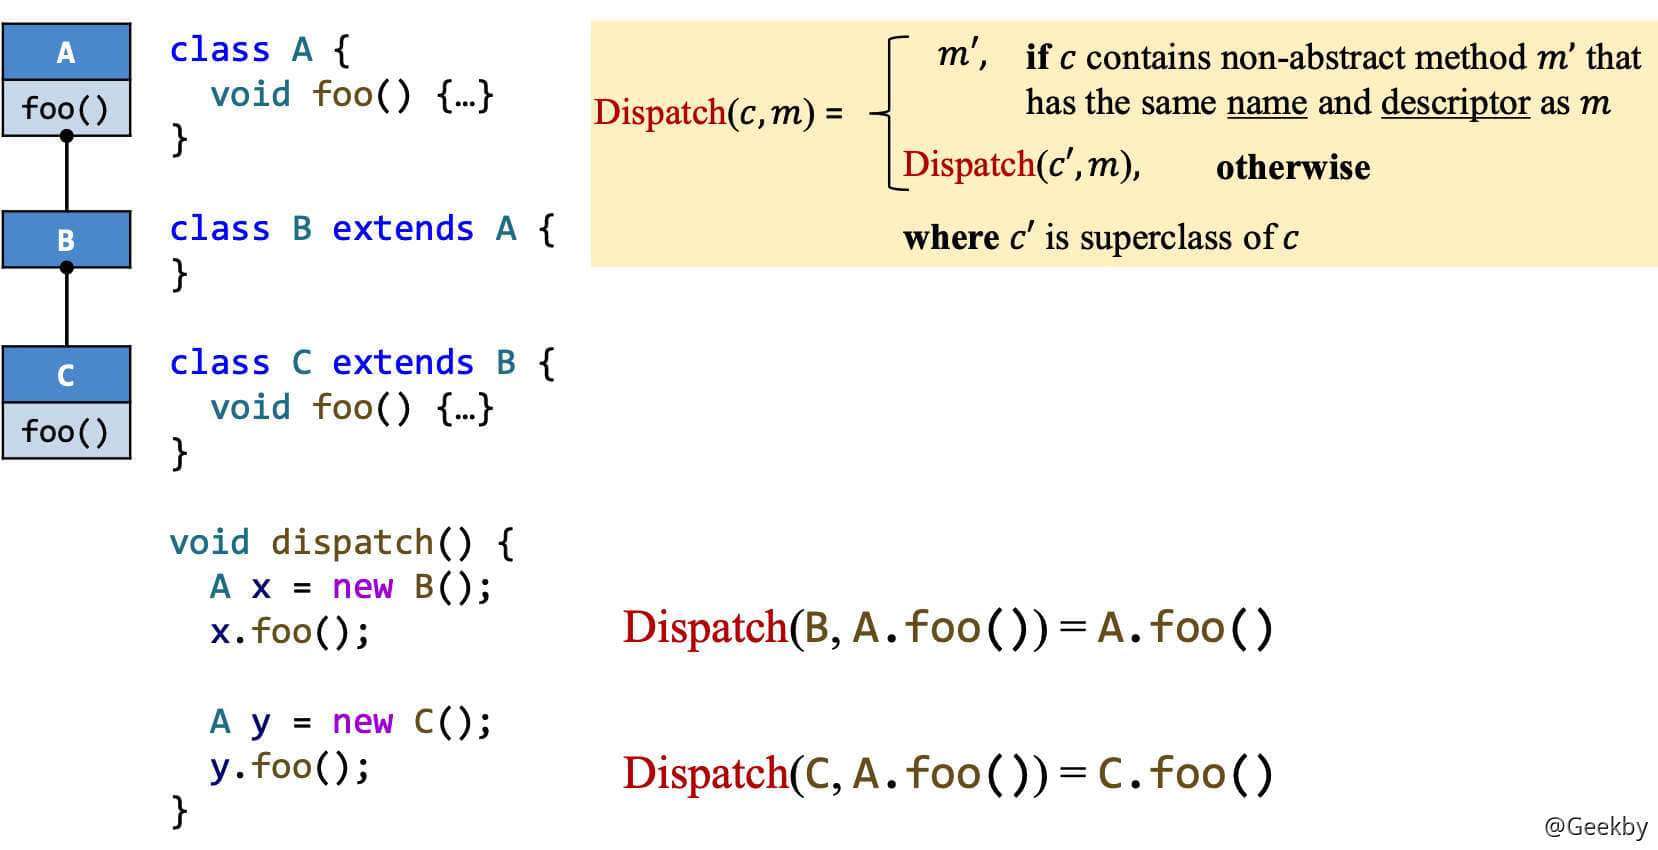 A
foo()
B
C
foo()
class A {
void foo() {…}
}
class B extends A {
}
class C extends B {
void foo() {…}
}
void dispatch() {
A x = new B();
x.foo();
A y = new C();
y.foo();
}
Dispatch(c, m) =
m′, if c contains non-abstract method m’ that
has the same name and descriptor as m
Dispatch(c′, m), otherwise
where c′ is superclass of c
Dispatch(B, A.foo()) = A.foo()
Dispatch(C, A.foo()) = C.foo()
@Geekby